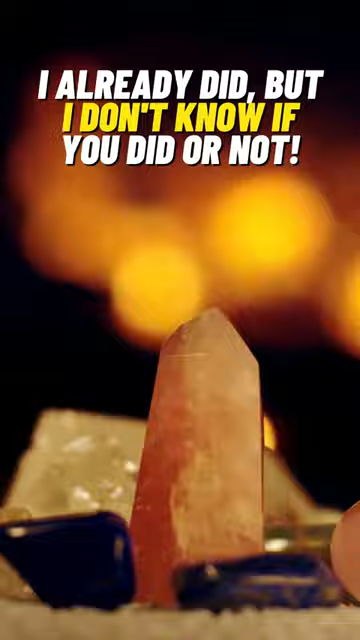 I ALREADY DID, BUT
I DON'T KNOW IF
YOU DID OR NOT!